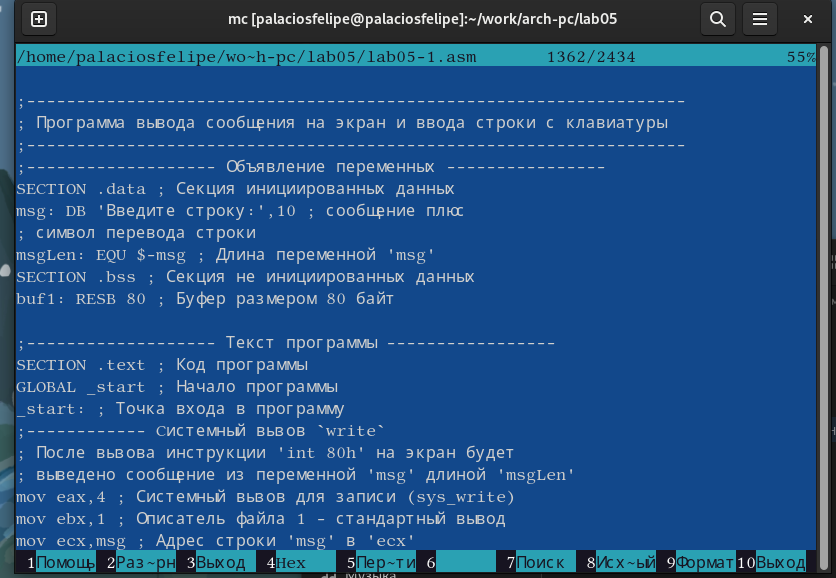 mc [palaciosfelipe@palaciosfelipe]:~/work/arch-pc/lab05
/home/palaciosfelipe/wo~h-pc/lab05/lab05-1.asm 1362/2434 55%
;------------------------------------------------------------------
; Программа вывода сообщения на экран и ввода строки с клавиатуры
;------------------------------------------------------------------
;------------------- Объявление переменных ----------------
SECTION .data ; Секция инициированных данных
msg: DB 'Введите строку:',10 ; сообщение плюс
; символ перевода строки
msgLen: EQU $-msg ; Длина переменной 'msg'
SECTION .bss ; Секция не инициированных данных
buf1: RESB 80 ; Буфер размером 80 байт
;------------------- Текст программы -----------------
SECTION .text ; Код программы
GLOBAL _start ; Начало программы
_start: ; Точка входа в программу
;------------ Cистемный вызов `write`
; После вызова инструкции 'int 80h' на экран будет
; выведено сообщение из переменной 'msg' длиной 'msgLen'
mov eax,4 ; Системный вызов для записи (sys_write)
mov ebx,1 ; Описатель файла 1 - стандартный вывод
mov ecx,msg ; Адрес строки 'msg' в 'ecx'
1Помощь 2Раз~рн 3Выход 4Hex 5Пер~ти 6 7Поиск 8Исх~ый 9Формат 10Выход
Музыка